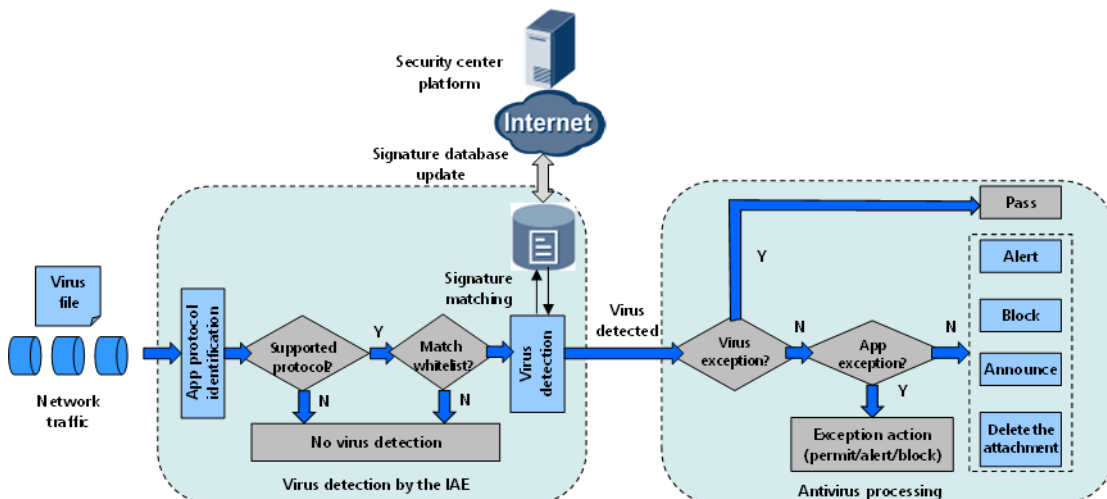 Security center
platform
Internet
Signature database
update
Pass
Y
Alert
Virus
file
Signature
matching
Virus
detected
Block
App protocol
identification
Supported
protocol?
Y
Match
whitelist?
Virus
detection
Virus
exception?
N
App
exception?
N
Announce
Network
traffic
N
N
Y
No virus detection
Exception action
(permit/alert/block)
Delete the
attachment
Virus detection by the IAE
Antivirus processing